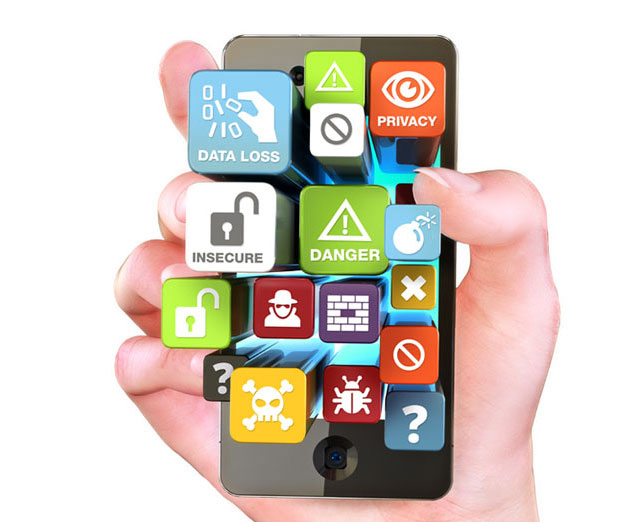 PRIVACY
DATA LOSS
INSECURE
DANGER
?
?